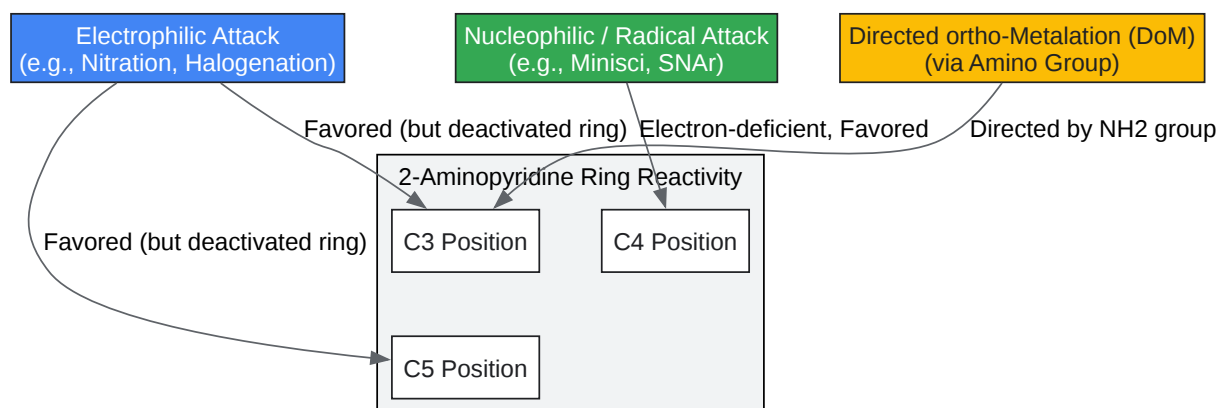 Electrophilic Attack
(e.g., Nitration, Halogenation)
Nucleophilic / Radical Attack
(e.g., Minisci, SNAr)
Directed ortho-Metalation (DoM)
(via Amino Group)
Favored (but deactivated ring)
Electron-deficient, Favored
Directed by NH2 group
2-Aminopyridine Ring Reactivity
C3 Position
C4 Position
Favored (but deactivated ring)
C5 Position